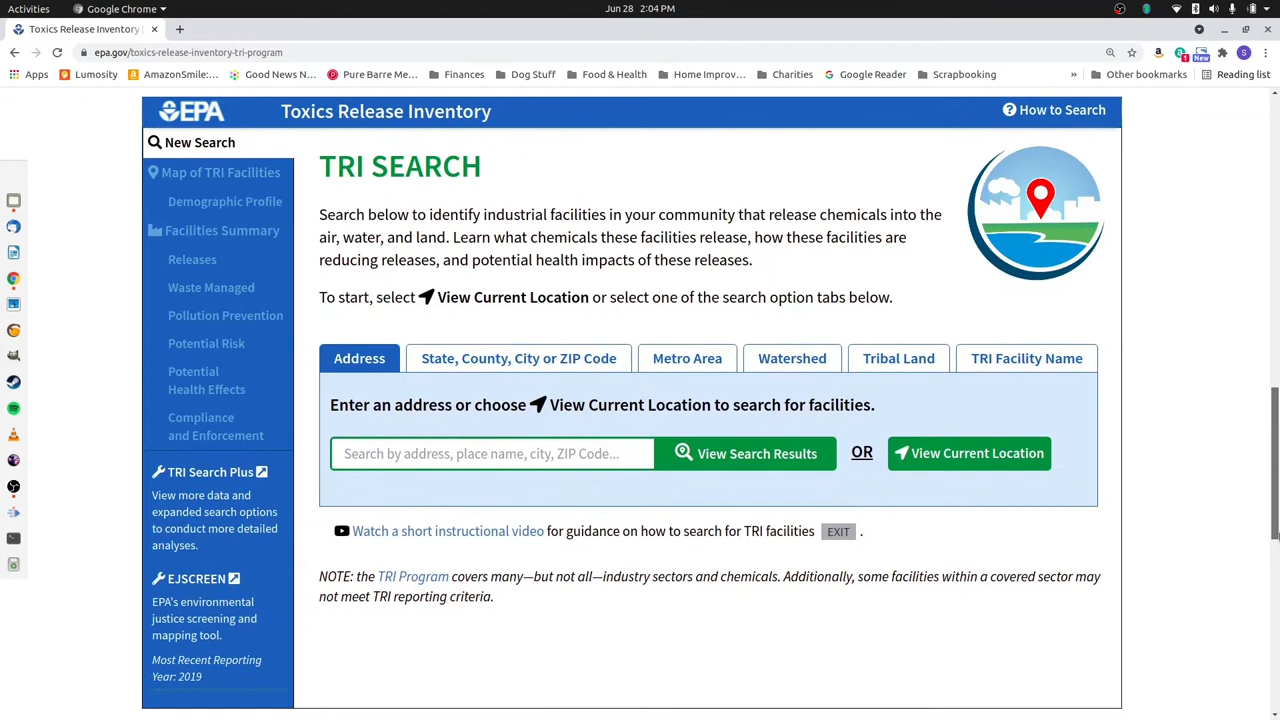 Activities
Google Chrome
Jun 28 2:04 PM
Toxics Release Inventory
epa.gov/toxics-release-inventory-tri-program
S
1
New
Apps
Lumosity
AmazonSmile:...
Good News N...
Pure Barre Me...
Finances
Dog Stuff
Food & Health
Home Improv...
Charities
Google Reader
Scrapbooking
»
Other bookmarks
Reading list
EPA
Toxics Release Inventory
How to Search
New Search
Map of TRI Facilities
Demographic Profile
Facilities Summary
Releases
Waste Managed
Pollution Prevention
Potential Risk
Potential
Health Effects
Compliance
and Enforcement
TRI Search Plus
View more data and
expanded search options
to conduct more detailed
analyses.
EJSCREEN
EPA's environmental
justice screening and
mapping tool.
Most Recent Reporting
Year: 2019
TRI SEARCH
Search below to identify industrial facilities in your community that release chemicals into the
air, water, and land. Learn what chemicals these facilities release, how these facilities are
reducing releases, and potential health impacts of these releases.
To start, select View Current Location or select one of the search option tabs below.
Address
State, County, City or ZIP Code
Metro Area
Watershed
Tribal Land
TRI Facility Name
Enter an address or choose View Current Location to search for facilities.
Search by address, place name, city, ZIP Code...
View Search Results
OR
View Current Location
Watch a short instructional video for guidance on how to search for TRI facilities EXIT .
NOTE: the TRI Program covers many—but not all—industry sectors and chemicals. Additionally, some facilities within a covered sector may
not meet TRI reporting criteria.